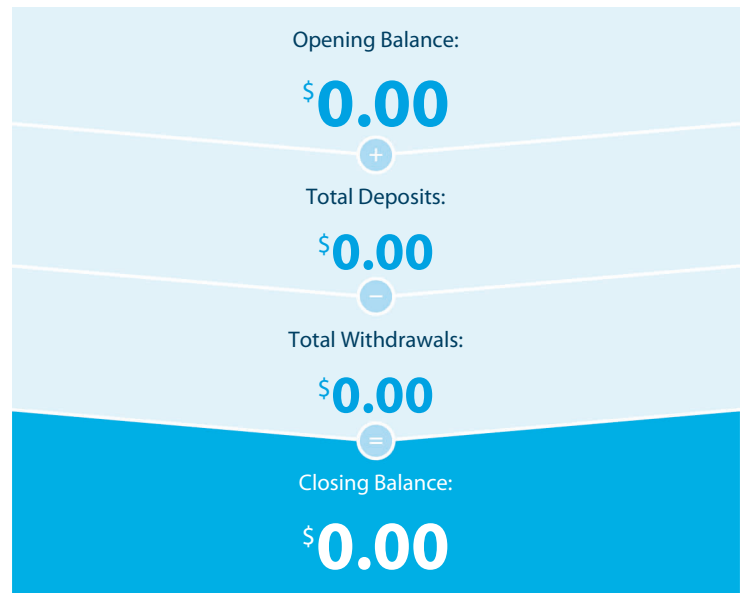 Opening Balance:
$0.00
+
Total Deposits:
$0.00
−
Total Withdrawals:
$0.00
=
Closing Balance:
$0.00